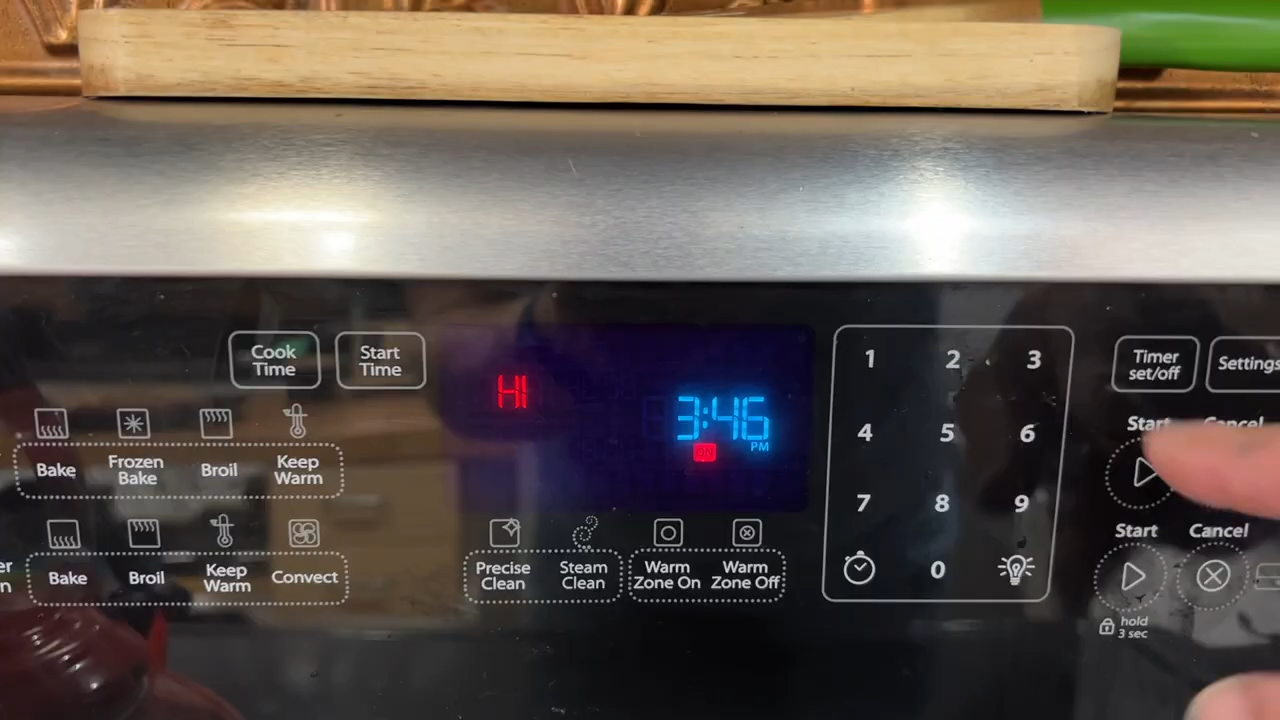 Cook
Time
Start
Time
HI
3:46
PM
ON
1 2 3
4 5 6
7 8 9
0
Timer
set/off
Settings
Start Cancel
Bake
Frozen
Bake
Broil
Keep
Warm
Bake
Broil
Keep
Warm
Convect
Precise
Clean
Steam
Clean
Warm
Zone On
Warm
Zone Off
Start Cancel
hold
3 sec